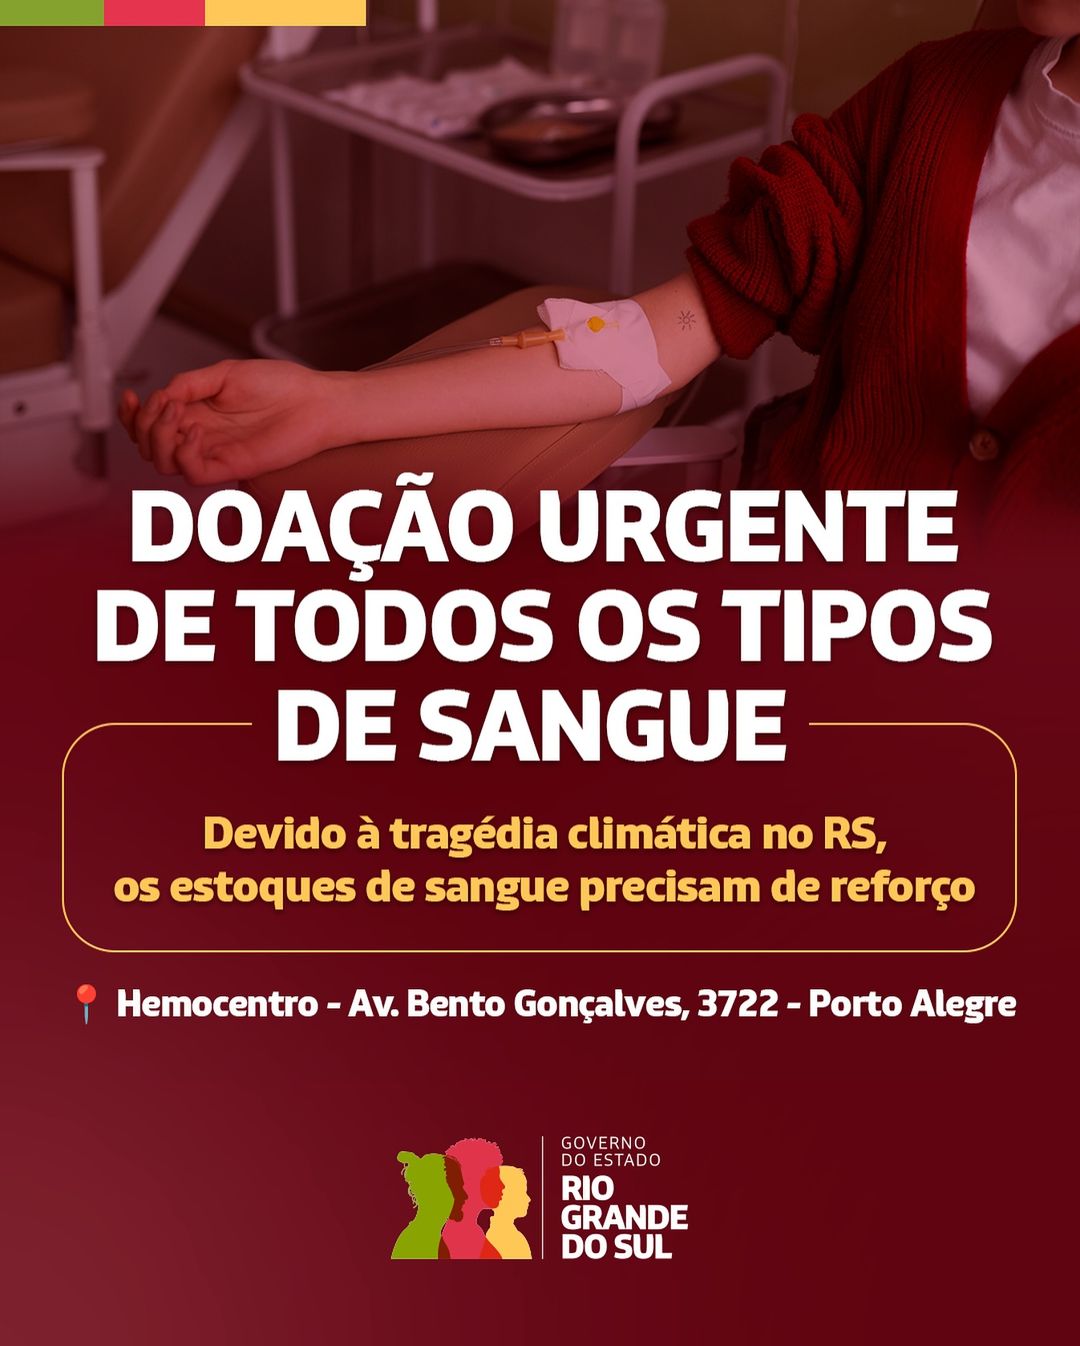 DOAÇÃO URGENTE
DE TODOS OS TIPOS
DE SANGUE
Devido à tragédia climática no RS,
os estoques de sangue precisam de reforço
📍 Hemocentro - Av. Bento Gonçalves, 3722 - Porto Alegre
GOVERNO
DO ESTADO
RIO
GRANDE
DO SUL